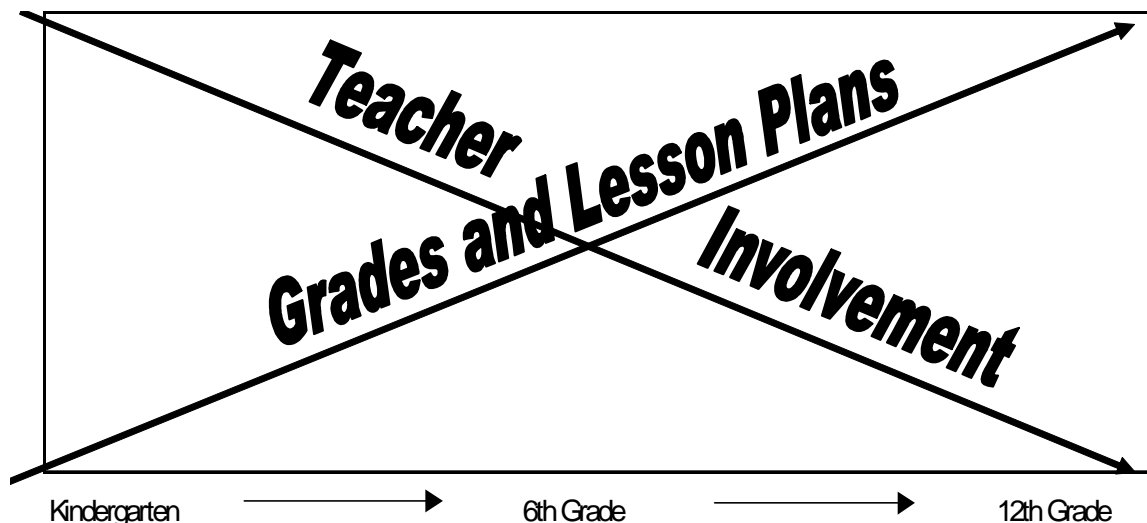 Teacher Involvement
Grades and Lesson Plans
Kindergarten
6th Grade
12th Grade